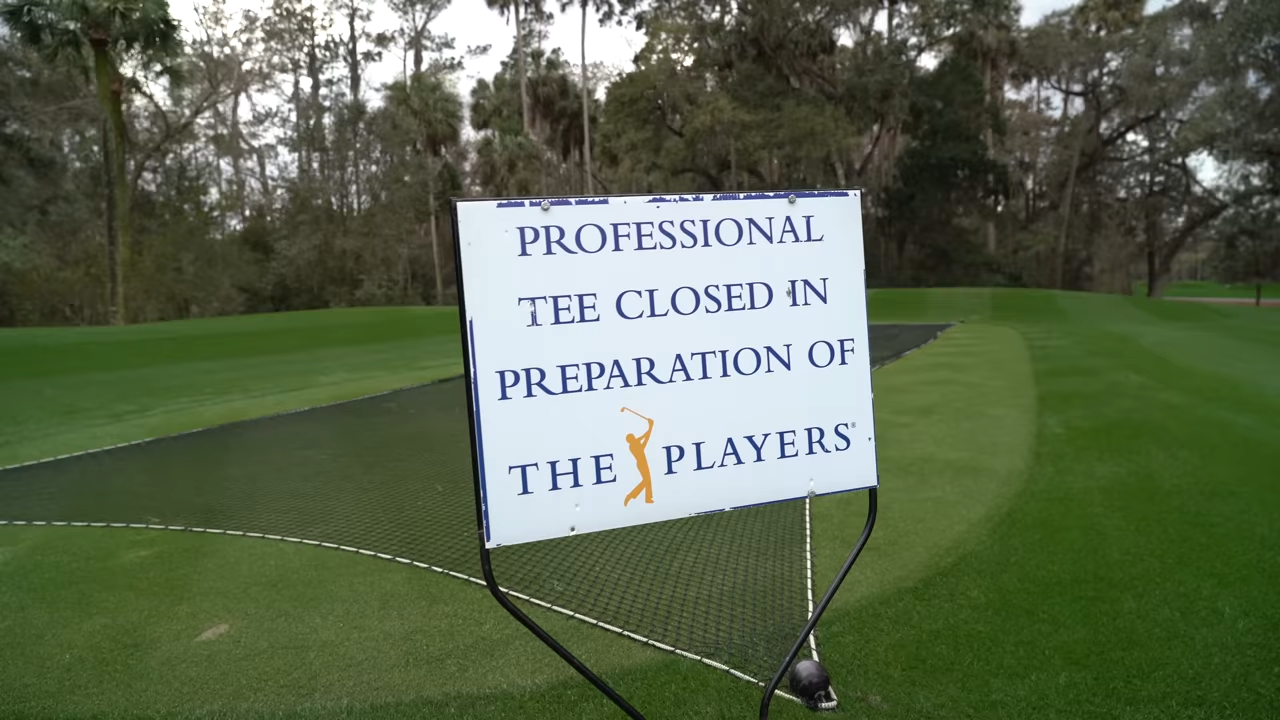 PROFESSIONAL
TEE CLOSED IN
PREPARATION OF
THE PLAYERS®